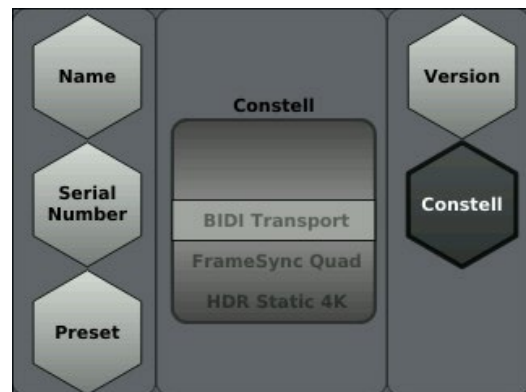 Name
Serial
Number
Preset
Constell
BIDI Transport
FrameSync Quad
HDR Static 4K
Version
Constell